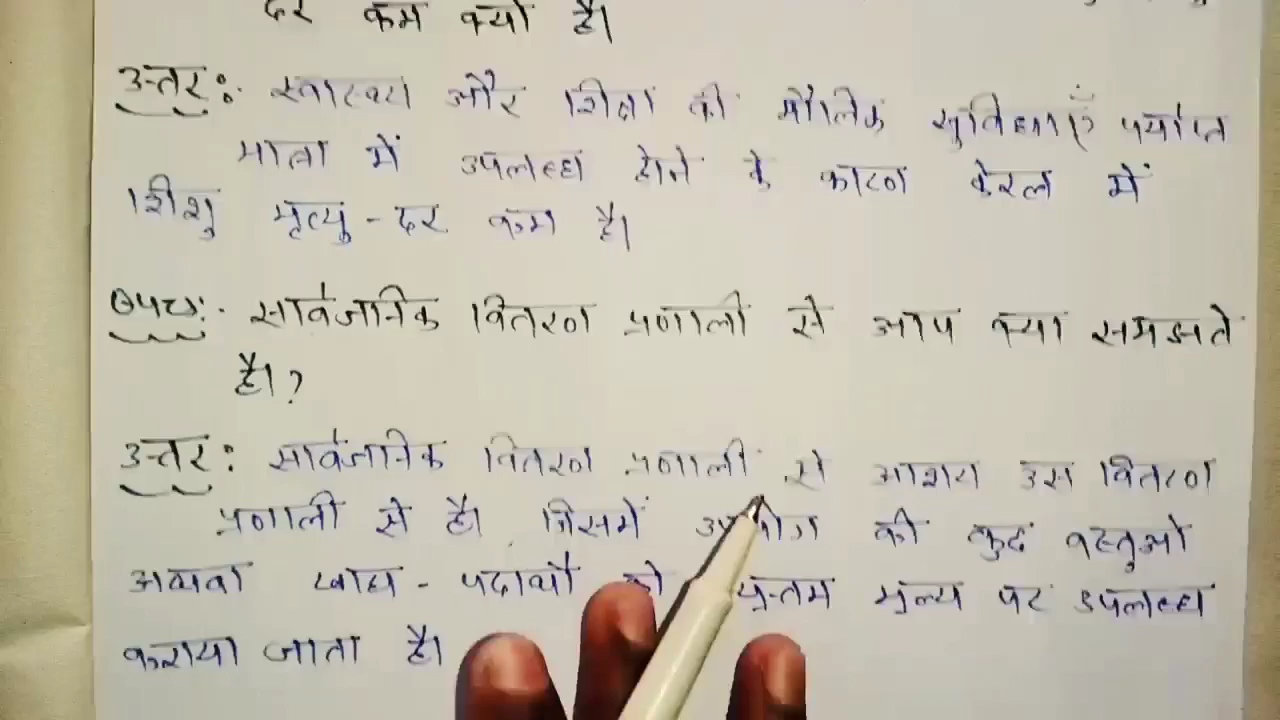 दर कम क्यों है।
उत्तर:- स्वास्थ्य और शिक्षा की मौलिक सुविधाएँ पर्याप्त
मात्रा में उपलब्ध होने के कारण केरल में
शिशु मृत्यु-दर कम है।
सार्वजनिक वितरण प्रणाली से आप क्या समझते
है।?
उत्तर: सार्वजनिक वितरण प्रणाली से आशय उस वितरण
प्रणाली से है। जिसमें की कुछ वस्तुओं
अथवा खाद्य-पदार्थों को मूल्य पर उपलब्ध
कराया जाता है।